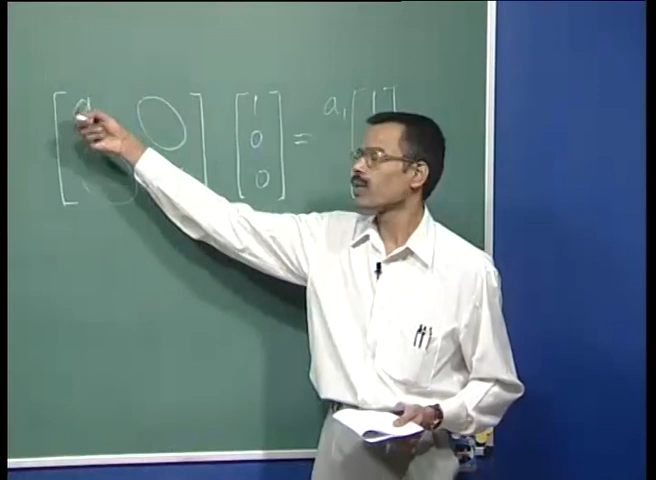 [ a 0 ] [ 1 ] = a₁ [ 1 ]
0
0